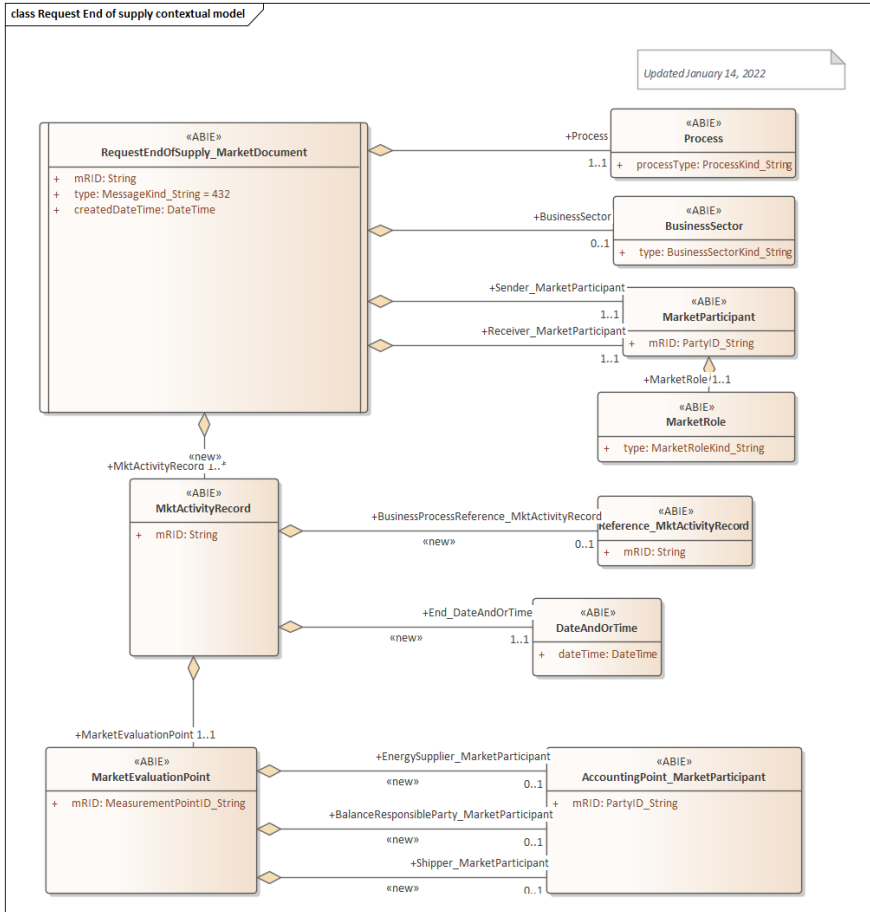 class Request End of supply contextual model
Updated January 14, 2022
«ABIE»
RequestEndOfSupply_MarketDocument
+ mRID: String
+ type: MessageKind_String = 432
+ createdDateTime: DateTime
+Process
1..1
«ABIE»
Process
+ processType: ProcessKind_String
+BusinessSector
0..1
«ABIE»
BusinessSector
+ type: BusinessSectorKind_String
+Sender_MarketParticipant
1..1
+Receiver_MarketParticipant
1..1
«ABIE»
MarketParticipant
+ mRID: PartyID_String
+MarketRole 1..1
«ABIE»
MarketRole
+ type: MarketRoleKind_String
«new»
+MktActivityRecord 1..*
«ABIE»
MktActivityRecord
+ mRID: String
+BusinessProcessReference_MktActivityRecord
«new»
0..1
«ABIE»
Reference_MktActivityRecord
+ mRID: String
+End_DateAndOrTime
«new»
1..1
«ABIE»
DateAndOrTime
+ dateTime: DateTime
+MarketEvaluationPoint 1..1
«ABIE»
MarketEvaluationPoint
+ mRID: MeasurementPointID_String
+EnergySupplier_MarketParticipant
«new»
0..1
+BalanceResponsibleParty_MarketParticipant
«new»
0..1
+Shipper_MarketParticipant
«new»
0..1
«ABIE»
AccountingPoint_MarketParticipant
+ mRID: PartyID_String